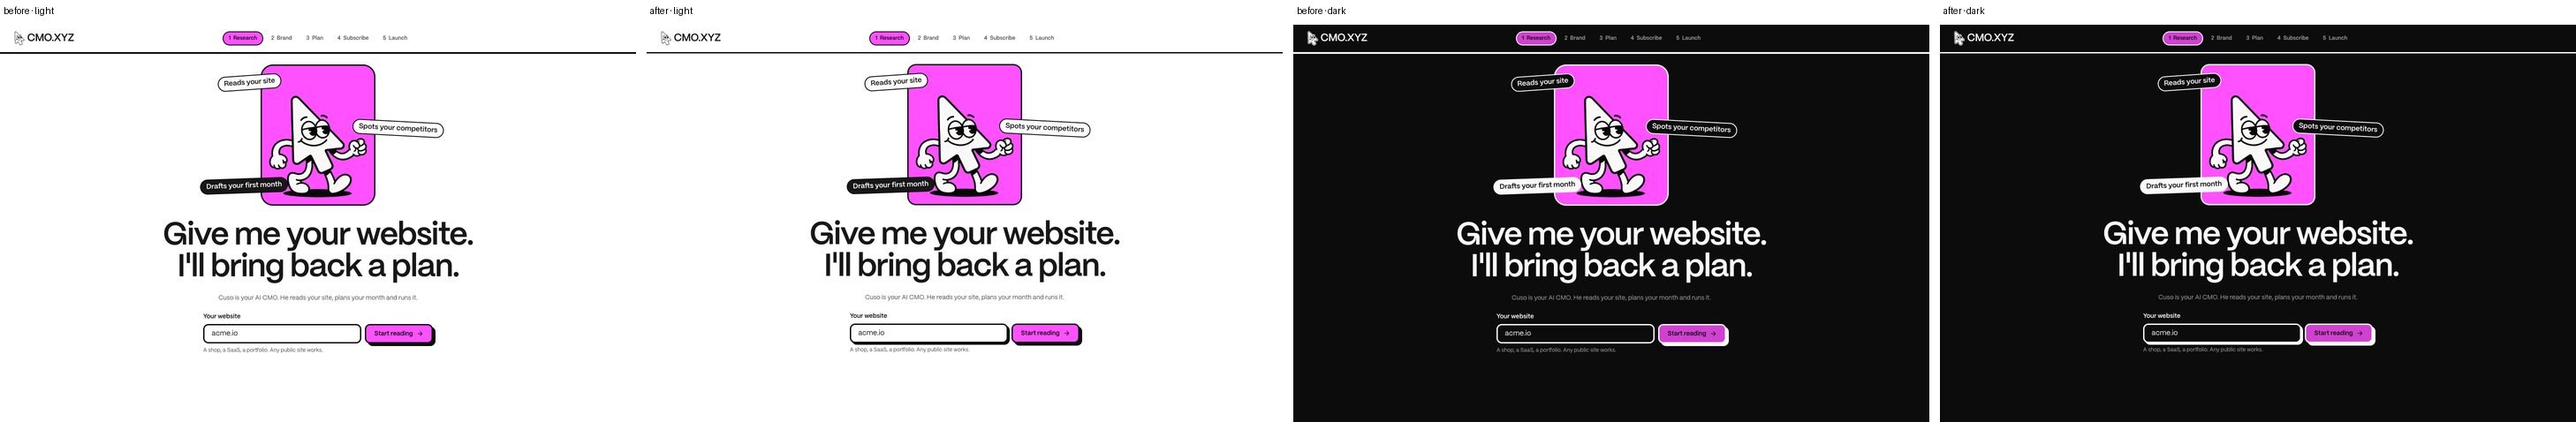 before·light
CMO.XYZ
1 Research 2 Brand 3 Plan 4 Subscribe 5 Launch
Reads your site
Spots your competitors
Drafts your first month
Give me your website.
I'll bring back a plan.
Cuso is your AI CMO. He reads your site, plans your month and runs it.
Your website
acme.io
Start reading →
A shop, a SaaS, a portfolio. Any public site works.
after·light
CMO.XYZ
1 Research 2 Brand 3 Plan 4 Subscribe 5 Launch
Reads your site
Spots your competitors
Drafts your first month
Give me your website.
I'll bring back a plan.
Cuso is your AI CMO. He reads your site, plans your month and runs it.
Your website
acme.io
Start reading →
A shop, a SaaS, a portfolio. Any public site works.
before·dark
CMO.XYZ
1 Research 2 Brand 3 Plan 4 Subscribe 5 Launch
Reads your site
Spots your competitors
Drafts your first month
Give me your website.
I'll bring back a plan.
Cuso is your AI CMO. He reads your site, plans your month and runs it.
Your website
acme.io
Start reading →
A shop, a SaaS, a portfolio. Any public site works.
after·dark
CMO.XYZ
1 Research 2 Brand 3 Plan 4 Subscribe 5 Launch
Reads your site
Spots your competitors
Drafts your first month
Give me your website.
I'll bring back a plan.
Cuso is your AI CMO. He reads your site, plans your month and runs it.
Your website
acme.io
Start reading →
A shop, a SaaS, a portfolio. Any public site works.